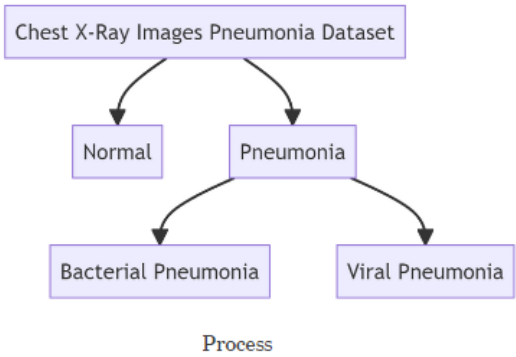 Chest X-Ray Images Pneumonia Dataset
Normal
Pneumonia
Bacterial Pneumonia
Viral Pneumonia
Process